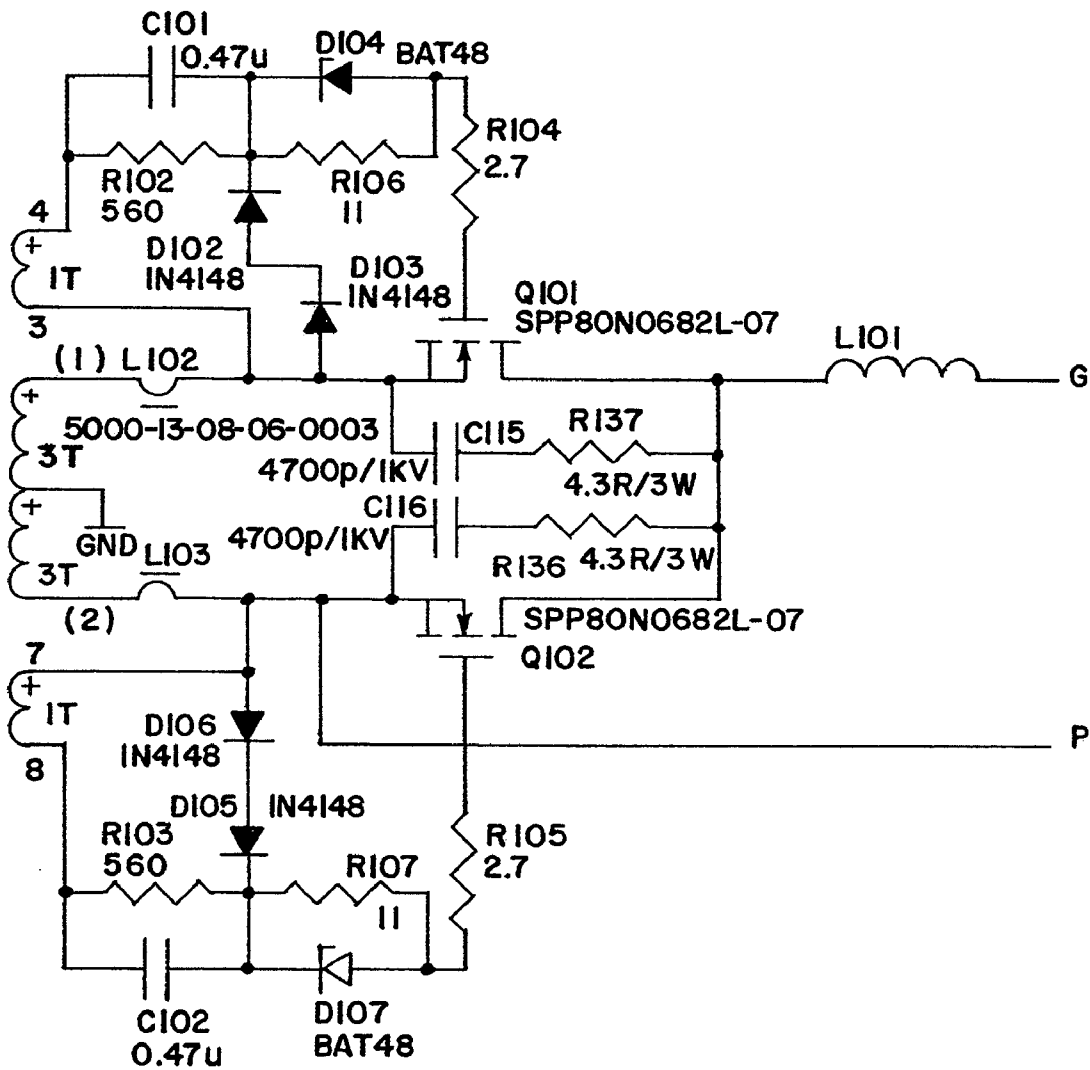 C101
0.47u
D104
BAT48
R104
2.7
R102
560
R106
11
4
+
1T
3
D102
1N4148
D103
1N4148
Q101
SPP80N0682L-07
L101
G
(1) L102
+
5000-13-08-06-0003
3T
C115
R137
4700p/1KV
4.3R/3W
+
C116
GND
4700p/1KV
L103
R136
4.3R/3W
3T
(2)
SPP80N0682L-07
Q102
7
+
1T
8
D106
1N4148
P
D105
1N4148
R103
560
R107
11
R105
2.7
C102
0.47u
D107
BAT48